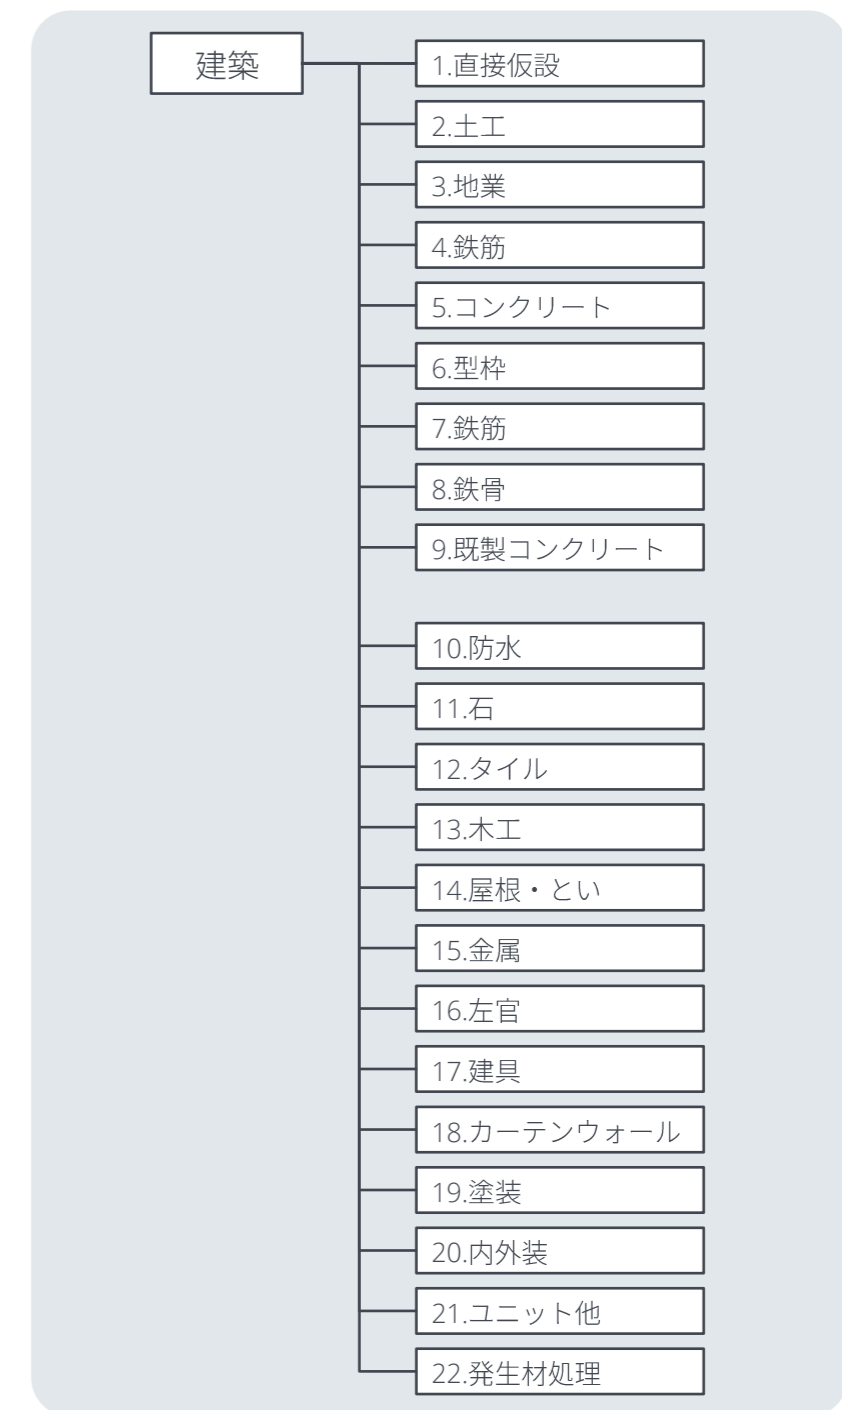 建築
1.直接仮設
2.土工
3.地業
4.鉄筋
5.コンクリート
6.型枠
7.鉄筋
8.鉄骨
9.既製コンクリート
10.防水
11.石
12.タイル
13.木工
14.屋根・とい
15.金属
16.左官
17.建具
18.カーテンウォール
19.塗装
20.内外装
21.ユニット他
22.発生材処理